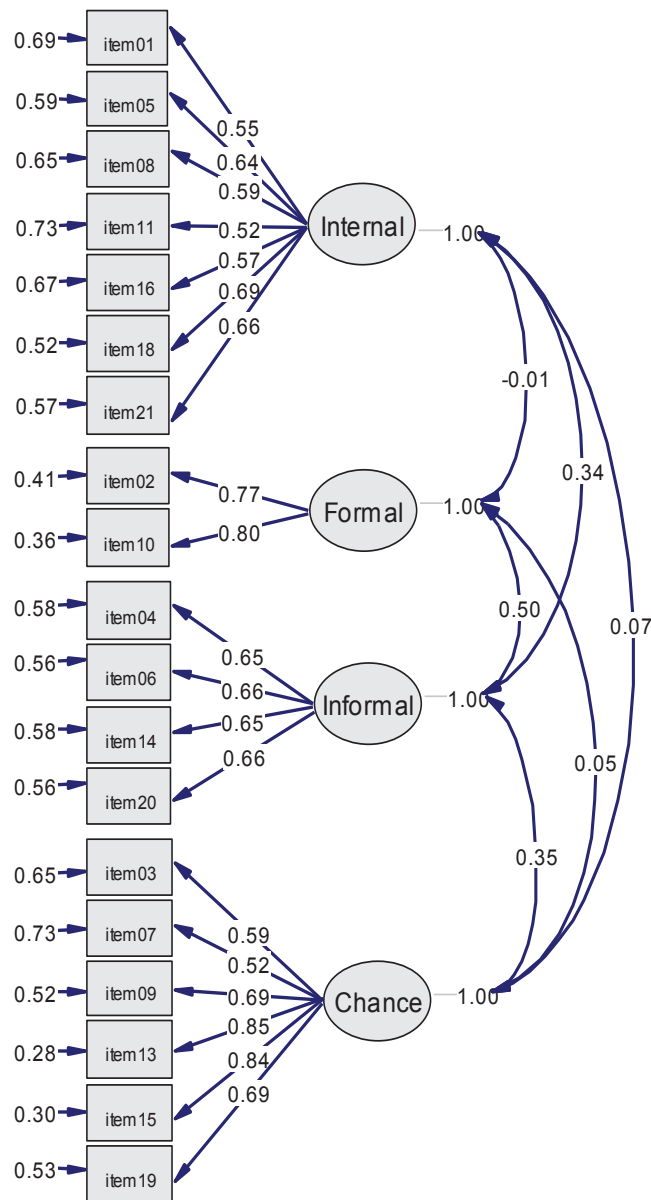 0.69 item01
0.59 item05
0.55
0.64
0.65 item08
0.59
Internal 1.00
0.73 item11
0.52
0.57
0.67 item16
0.69
0.66
0.52 item18
-0.01
0.57 item21
0.34
0.41 item02
0.77
Formal 1.00
0.80
0.36 item10
0.58 item04
0.50
0.07
0.65
0.56 item06
0.66
Informal 1.00
0.65
0.58 item14
0.66
0.05
0.56 item20
0.35
0.65 item03
0.59
0.73 item07
0.52
0.69
0.52 item09
Chance 1.00
0.85
0.28 item13
0.84
0.69
0.30 item15
0.53 item19